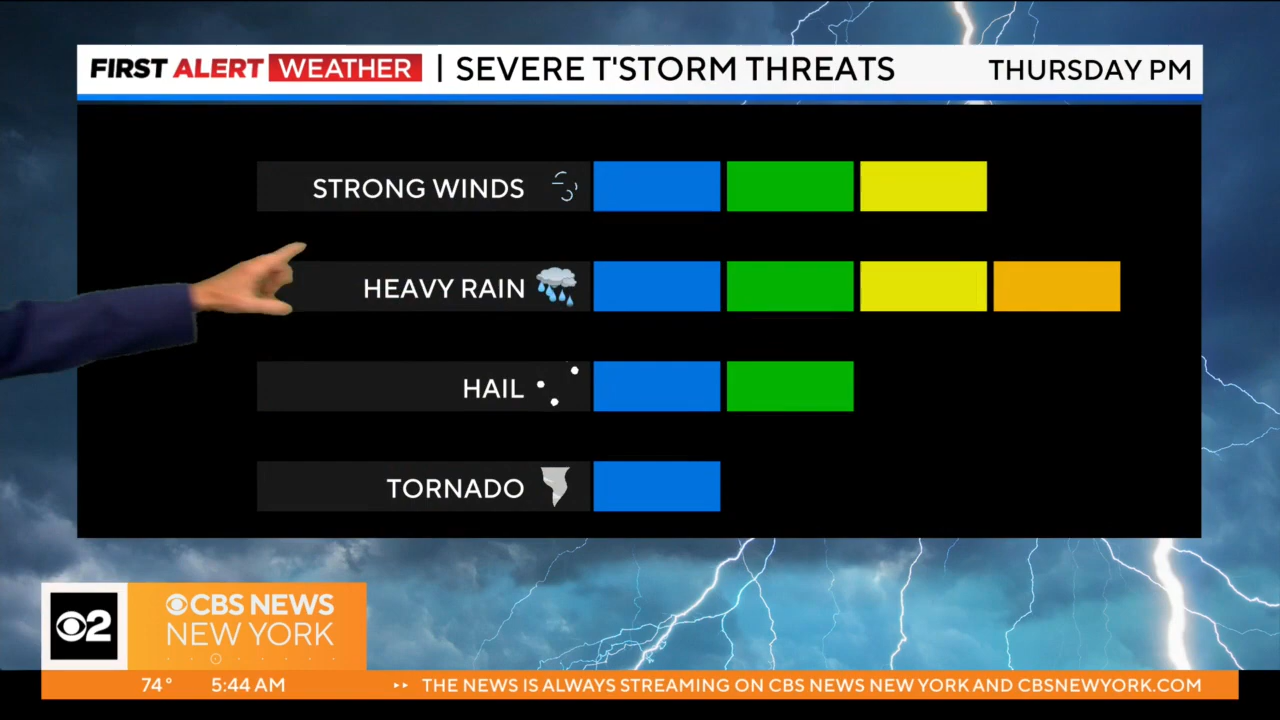 FIRST ALERT WEATHER | SEVERE T'STORM THREATS THURSDAY PM
STRONG WINDS
HEAVY RAIN
HAIL
TORNADO
2 CBS NEWS
NEW YORK
74° 5:44 AM THE NEWS IS ALWAYS STREAMING ON CBS NEWS NEW YORK AND CBSNEWYORK.COM